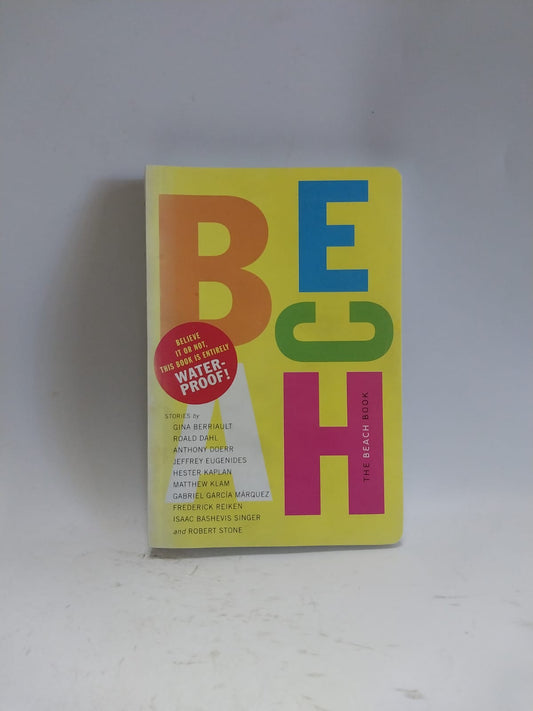 B
E
A
C
H
BELIEVE
IT OR NOT,
THIS BOOK IS ENTIRELY
WATER-
PROOF!
STORIES by
GINA BERRIAULT
ROALD DAHL
ANTHONY DOERR
JEFFREY EUGENIDES
HESTER KAPLAN
MATTHEW KLAM
GABRIEL GARCÍA MÁRQUEZ
FREDERICK REIKEN
ISAAC BASHEVIS SINGER
and ROBERT STONE
THE BEACH BOOK